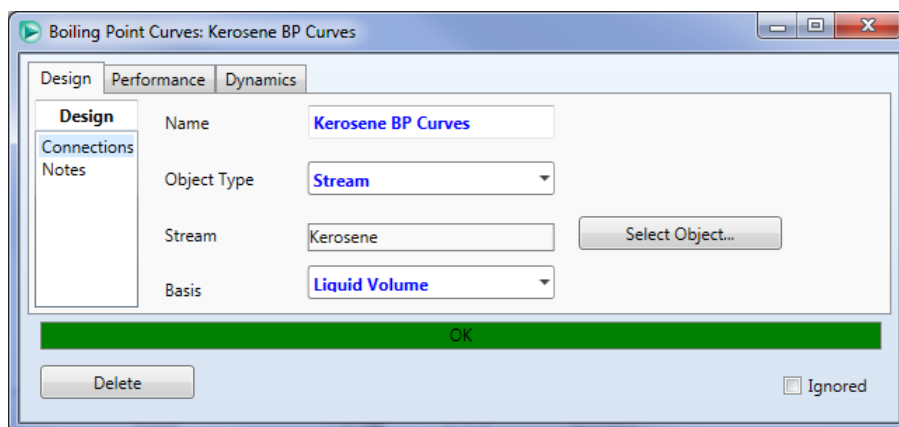 Boiling Point Curves: Kerosene BP Curves
Design Performance Dynamics
Design
Connections
Notes
Name Kerosene BP Curves
Object Type Stream
Stream Kerosene Select Object...
Basis Liquid Volume
OK
Delete Ignored